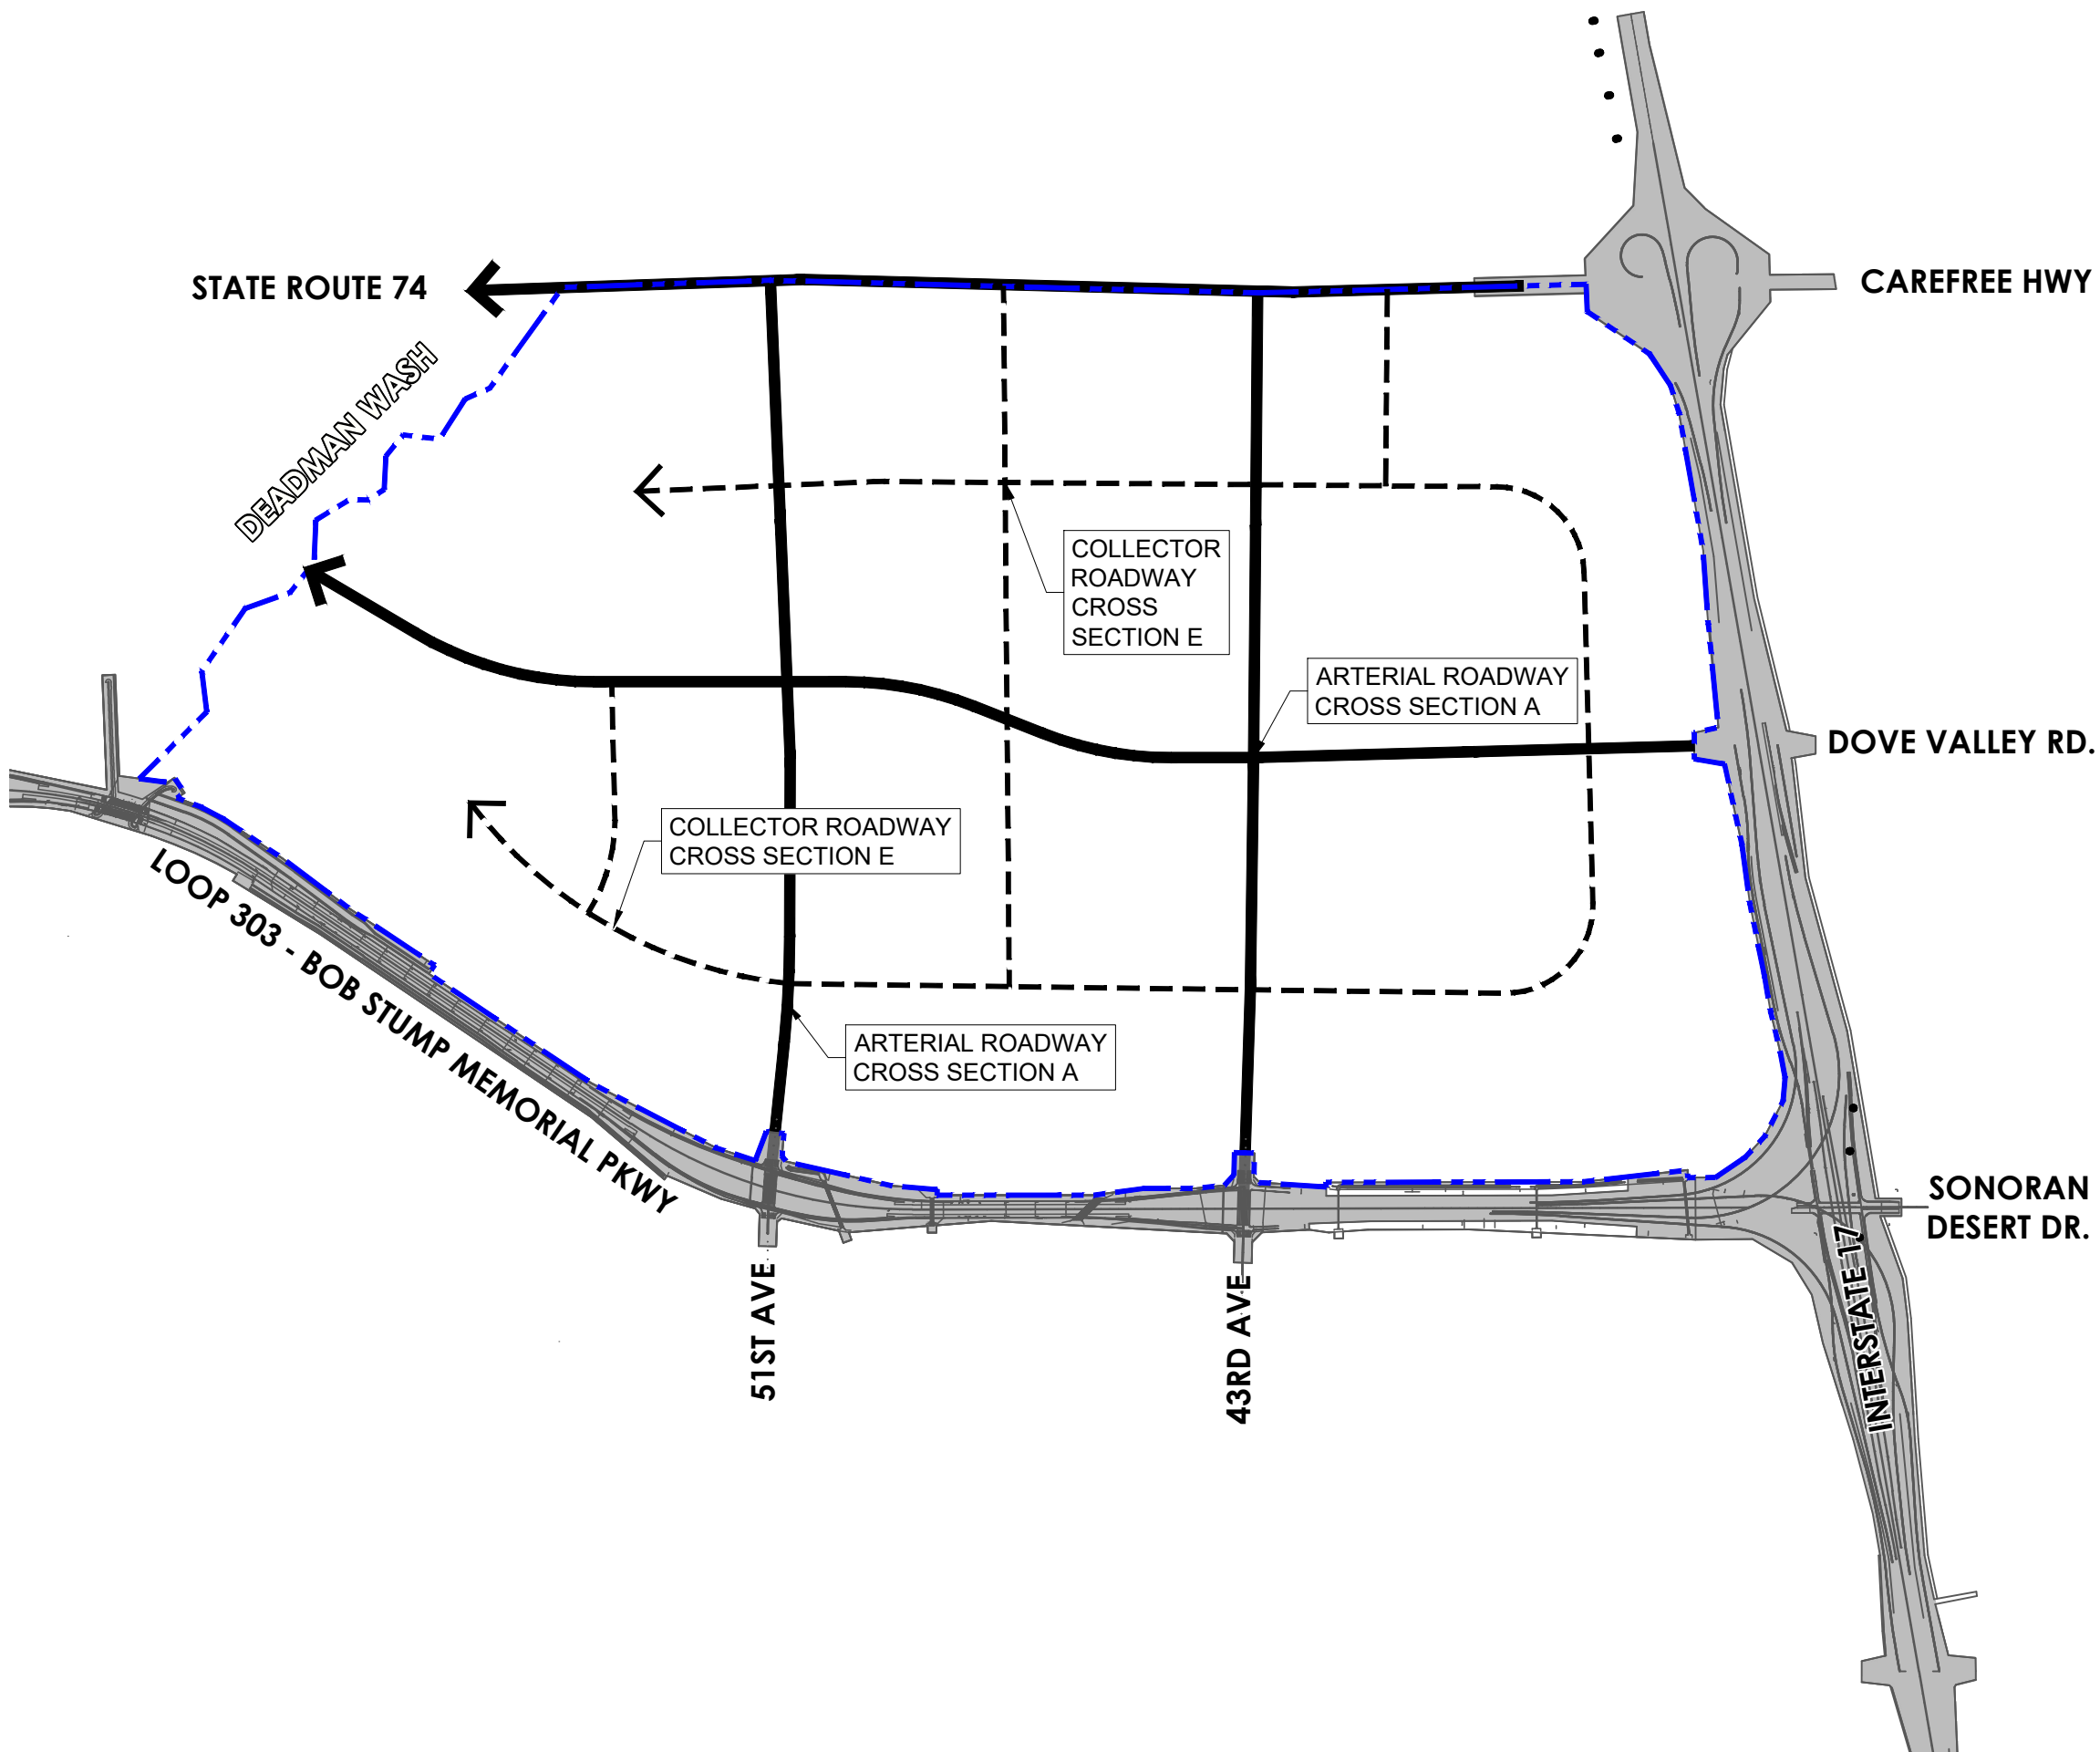 STATE ROUTE 74
CAREFREE HWY
DEADMAN WASH
COLLECTOR
ROADWAY
CROSS
SECTION E
ARTERIAL ROADWAY
CROSS SECTION A
DOVE VALLEY RD.
COLLECTOR ROADWAY
CROSS SECTION E
LOOP 303 - BOB STUMP MEMORIAL PKWY
ARTERIAL ROADWAY
CROSS SECTION A
SONORAN
DESERT DR.
51ST AVE
43RD AVE
INTERSTATE 17